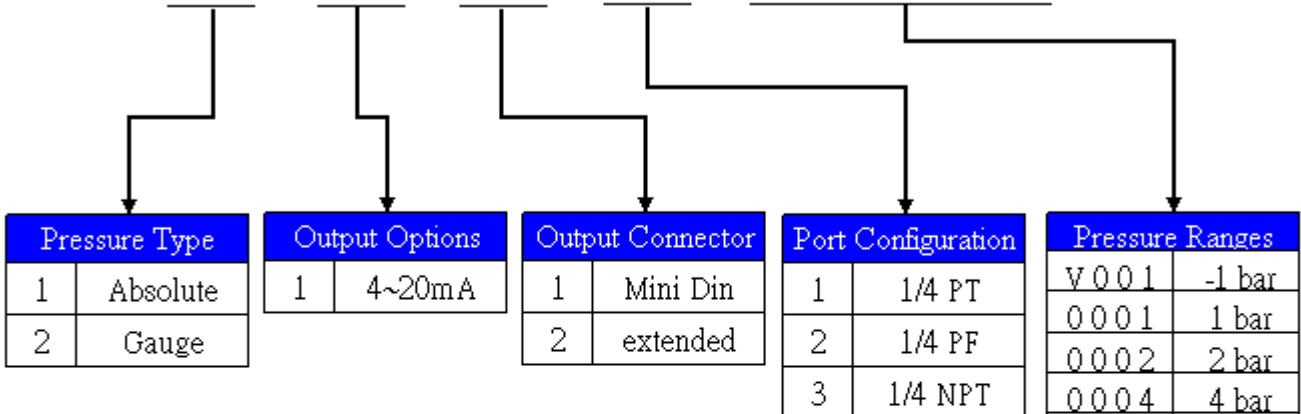 Pressure Type
1 Absolute
2 Gauge
Output Options
1 4~20mA
Output Connector
1 Mini Din
2 extended
Port Configuration
1 1/4 PT
2 1/4 PF
3 1/4 NPT
Pressure Ranges
V001 -1 bar
0001 1 bar
0002 2 bar
0004 4 bar